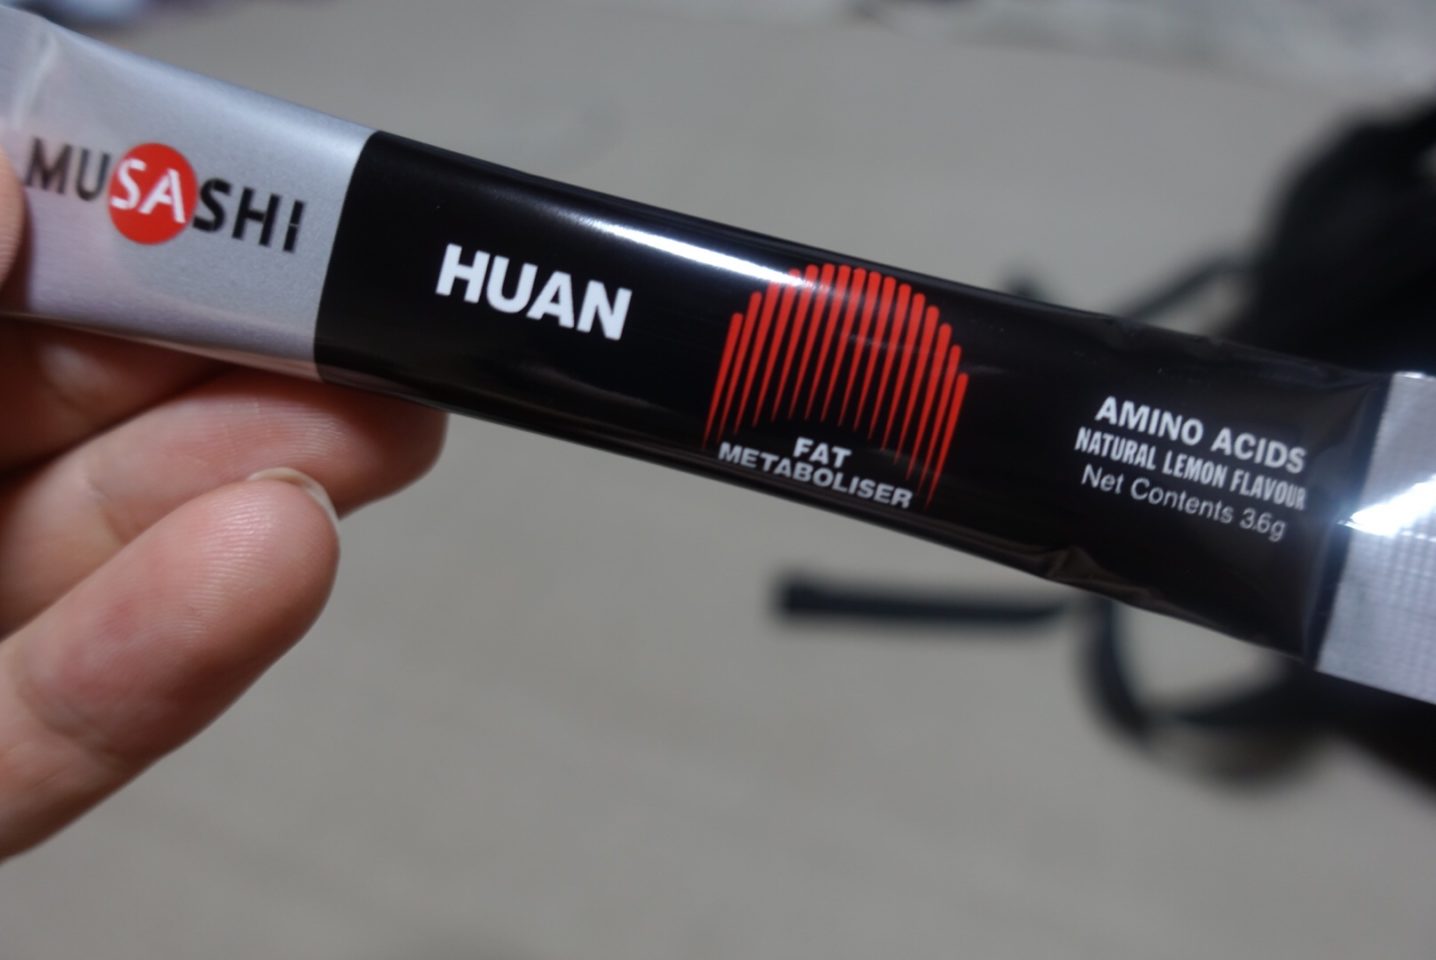 MUSASHI
HUAN
FAT
METABOLISER
AMINO ACIDS
NATURAL LEMON FLAVOUR
Net Contents 3.6g